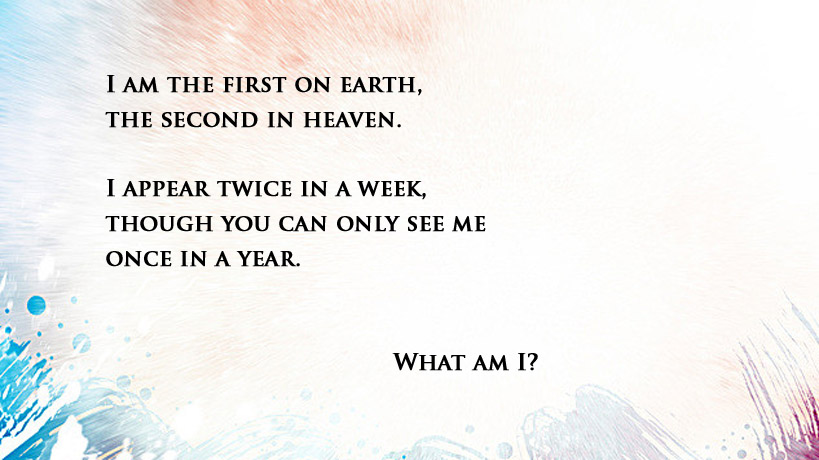 I am the first on earth,
the second in heaven.
I appear twice in a week,
though you can only see me
once in a year.
What am I?